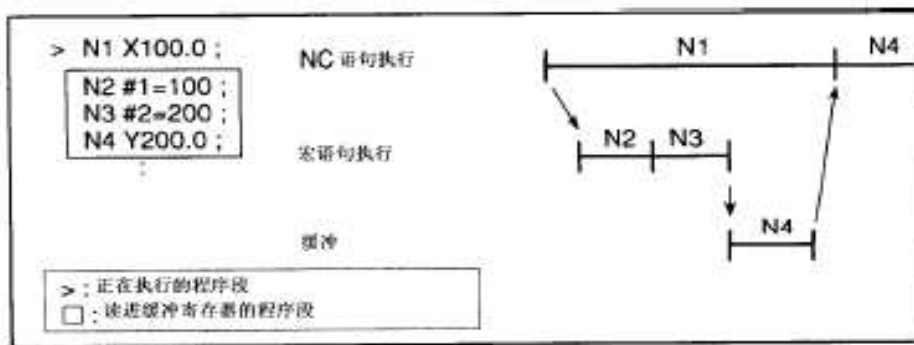 > N1 X100.0 ;
N2 #1=100 ;
N3 #2=200 ;
N4 Y200.0 ;
:
NC 语句执行
宏语句执行
缓冲
N1
N4
N2
N3
N4
> : 正在执行的程序段
□ : 读进缓冲寄存器的程序段